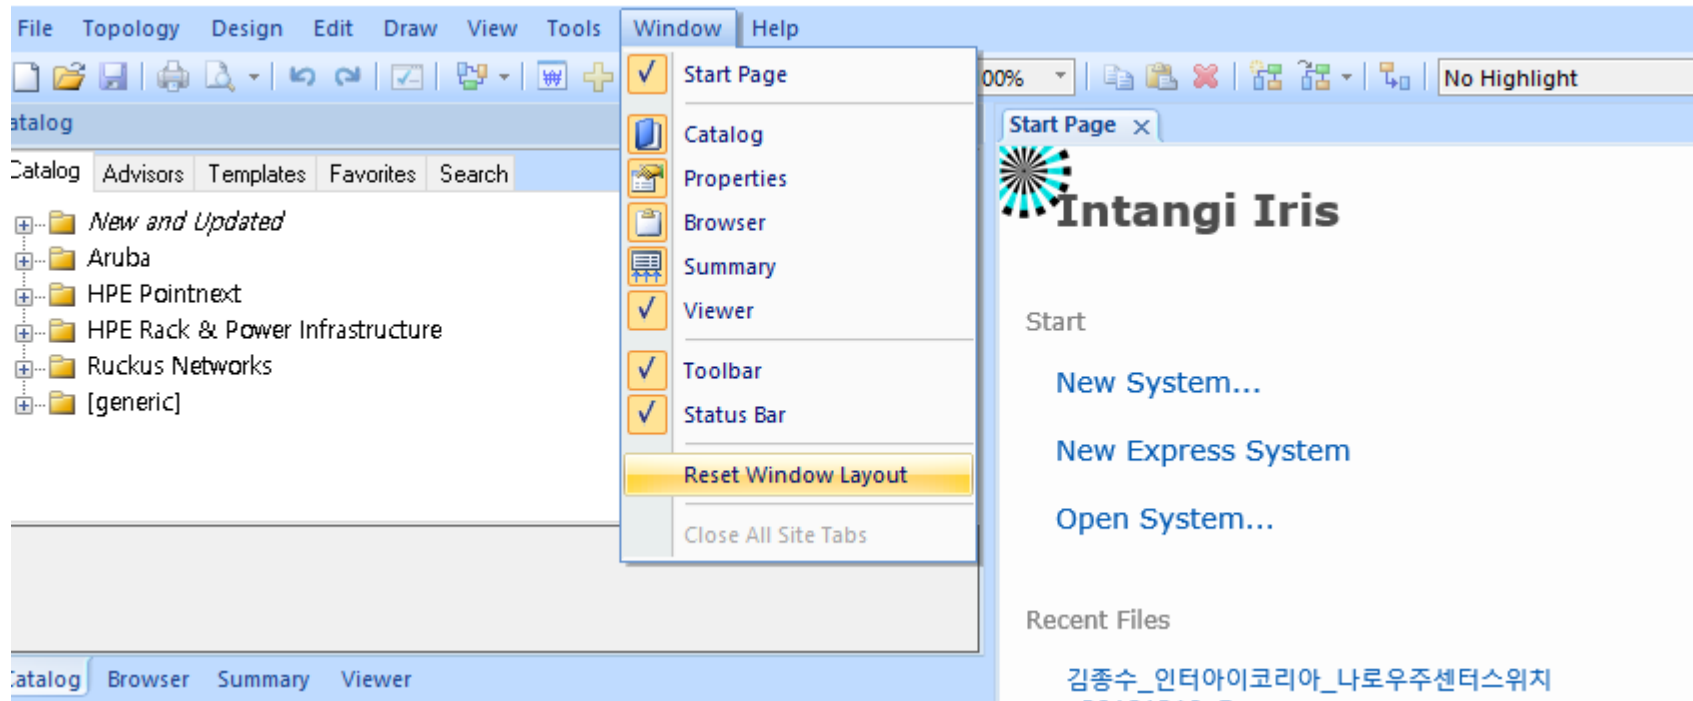 File Topology Design Edit Draw View Tools Window Help
No Highlight
Start Page
Catalog
Properties
Browser
Summary
Viewer
Toolbar
Status Bar
Reset Window Layout
Close All Site Tabs
atalog
Catalog Advisors Templates Favorites Search
New and Updated
Aruba
HPE Pointnext
HPE Rack & Power Infrastructure
Ruckus Networks
[generic]
Catalog Browser Summary Viewer
00%
Start Page
Intangi Iris
Start
New System...
New Express System
Open System...
Recent Files
김종수_인터아이코리아_나로우주센터스위치